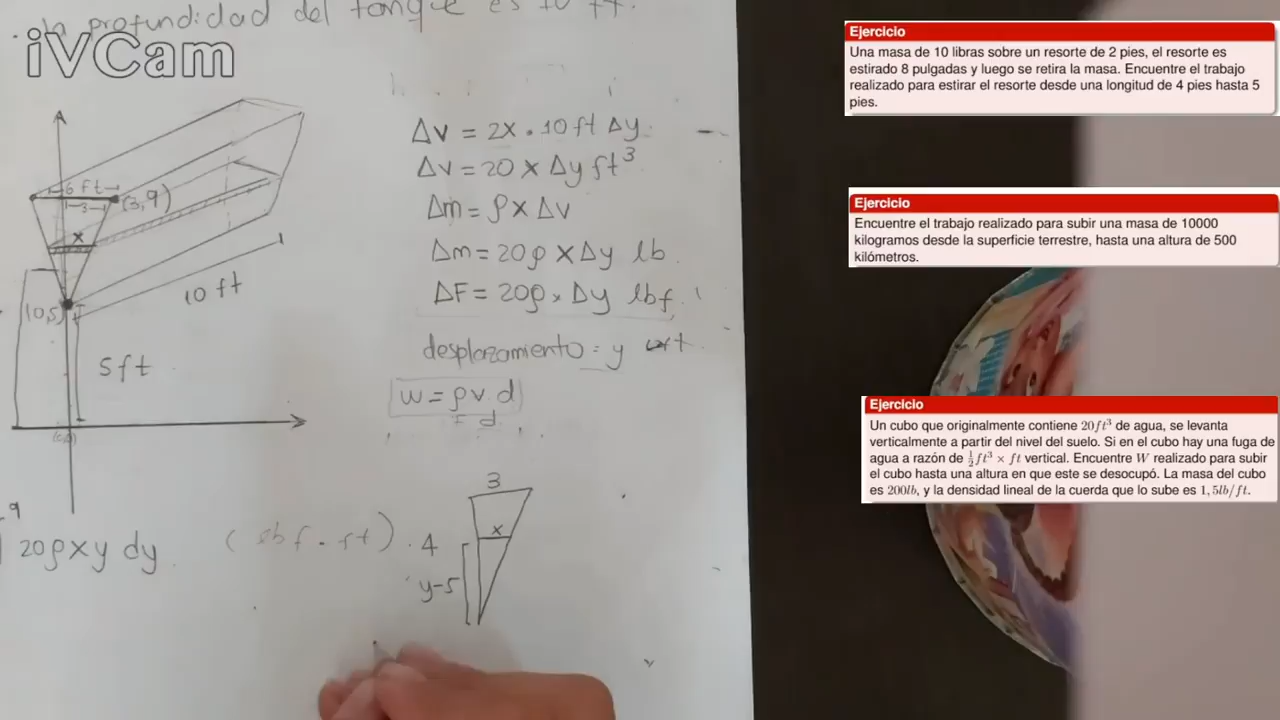 . la profundidad del tanque es 10 ft.
iVCam
ΔV = 2x . 10ft Δy
ΔV = 20 x Δy ft³
Δm = ρ x ΔV
Δm = 20ρ x Δy lb.
ΔF = 20ρ x Δy lbf.
desplazamiento = y
W = ρ v d
F d
6 ft
3
(3,9)
x
(0,5)
10 ft
5 ft
(0,0)
9
20ρxy dy
(lbf . ft)
3
x
4
y-5
Ejercicio
Una masa de 10 libras sobre un resorte de 2 pies, el resorte es
estirado 8 pulgadas y luego se retira la masa. Encuentre el trabajo
realizado para estirar el resorte desde una longitud de 4 pies hasta 5
pies.
Ejercicio
Encuentre el trabajo realizado para subir una masa de 10000
kilogramos desde la superficie terrestre, hasta una altura de 500
kilómetros.
Ejercicio
Un cubo que originalmente contiene 20ft³ de agua, se levanta
verticalmente a partir del nivel del suelo. Si en el cubo hay una fuga de
agua a razón de ½ft³ × ft vertical. Encuentre W realizado para subir
el cubo hasta una altura en que este se desocupó. La masa del cubo
es 200lb, y la densidad lineal de la cuerda que lo sube es 1, 5lb/ft.